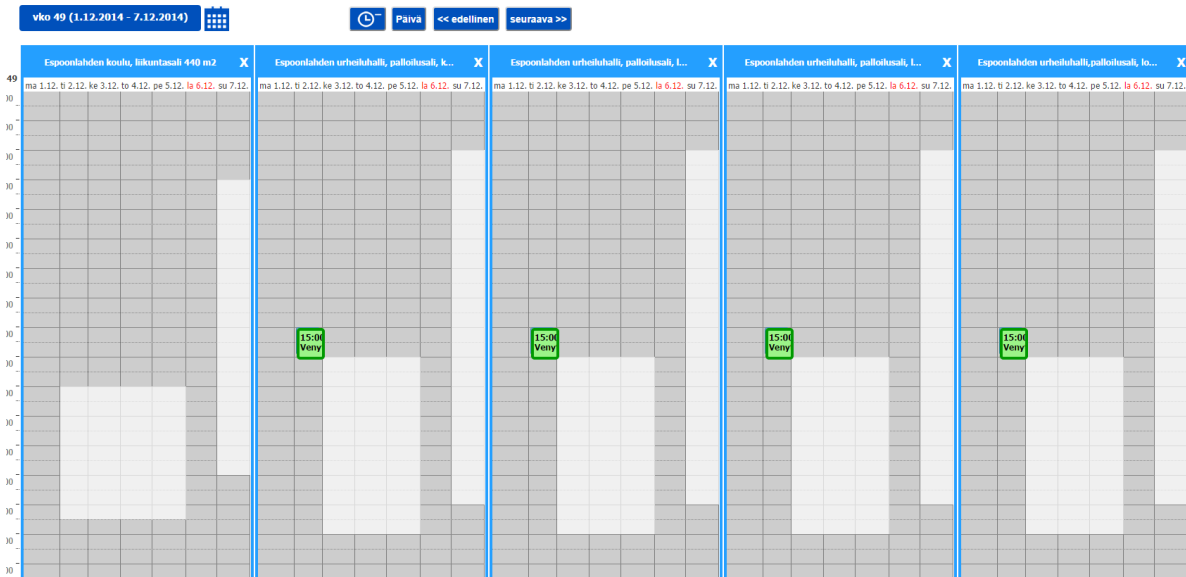 vko 49 (1.12.2014 - 7.12.2014)
Päivä
<< edellinen
seuraava >>
Espoonlahden koulu, liikuntasali 440 m2 X
Espoonlahden urheiluhalli, palloilusali, k... X
Espoonlahden urheiluhalli, palloilusali, l... X
Espoonlahden urheiluhalli, palloilusali, l... X
Espoonlahden urheiluhalli,palloilusali, lo... X
49
ma 1.12. ti 2.12. ke 3.12. to 4.12. pe 5.12. la 6.12. su 7.12.
ma 1.12. ti 2.12. ke 3.12. to 4.12. pe 5.12. la 6.12. su 7.12.
ma 1.12. ti 2.12. ke 3.12. to 4.12. pe 5.12. la 6.12. su 7.12.
ma 1.12. ti 2.12. ke 3.12. to 4.12. pe 5.12. la 6.12. su 7.12.
ma 1.12. ti 2.12. ke 3.12. to 4.12. pe 5.12. la 6.12. su 7.12.
15:00
Veny
15:00
Veny
15:00
Veny
15:00
Veny